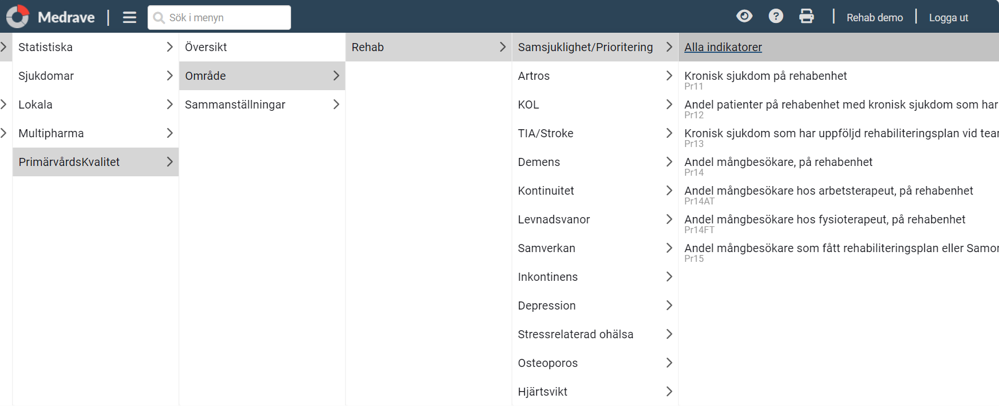 Medrave
Sök i menyn
Rehab demo
Logga ut
Statistiska
Sjukdomar
Lokala
Multipharma
PrimärvårdsKvalitet
Översikt
Område
Sammanställningar
Rehab
Samsjuklighet/Prioritering
Artros
KOL
TIA/Stroke
Demens
Kontinuitet
Levnadsvanor
Samverkan
Inkontinens
Depression
Stressrelaterad ohälsa
Osteoporos
Hjärtsvikt
Alla indikatorer
Kronisk sjukdom på rehabenhet
Pr11
Andel patienter på rehabenhet med kronisk sjukdom som har
Pr12
Kronisk sjukdom som har uppföljd rehabiliteringsplan vid
Pr13
Andel mångbesökare, på rehabenhet
Pr14
Andel mångbesökare hos arbetsterapeut, på rehabenhet
Pr14AT
Andel mångbesökare hos fysioterapeut, på rehabenhet
Pr14FT
Andel mångbesökare som fått rehabiliteringsplan eller
Pr15